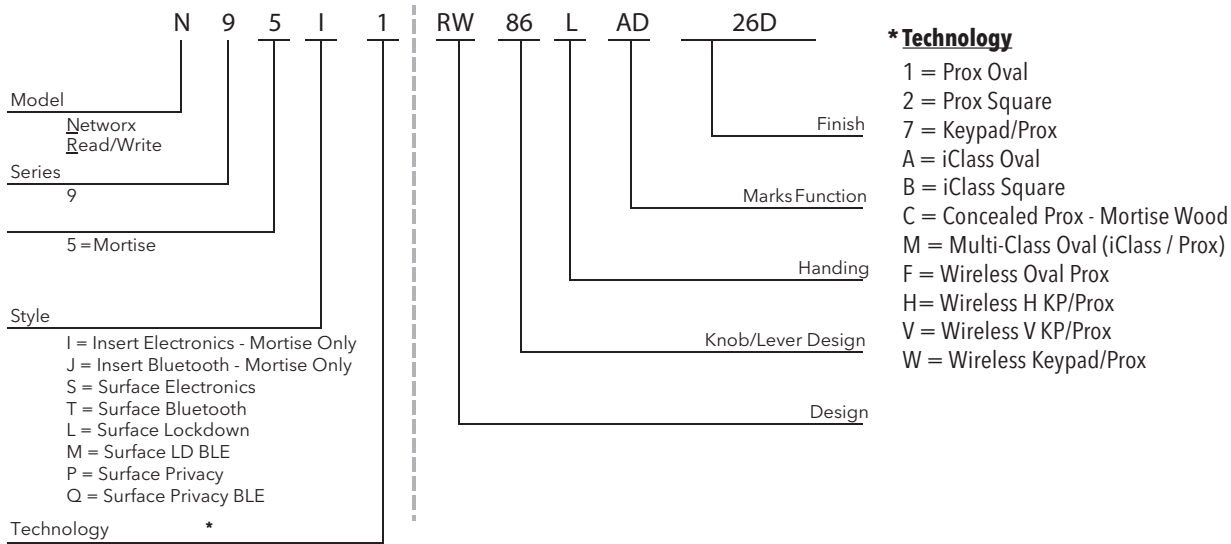 N 9 5 I 1 RW 86 L AD 26D
Model
Networx
Read/Write
Series
9
5 = Mortise
Style
I = Insert Electronics - Mortise Only
J = Insert Bluetooth - Mortise Only
S = Surface Electronics
T = Surface Bluetooth
L = Surface Lockdown
M = Surface LD BLE
P = Surface Privacy
Q = Surface Privacy BLE
Technology *
Finish
Marks Function
Handing
Knob/Lever Design
Design
* Technology
1 = Prox Oval
2 = Prox Square
7 = Keypad/Prox
A = iClass Oval
B = iClass Square
C = Concealed Prox - Mortise Wood
M = Multi-Class Oval (iClass / Prox)
F = Wireless Oval Prox
H= Wireless H KP/Prox
V = Wireless V KP/Prox
W = Wireless Keypad/Prox